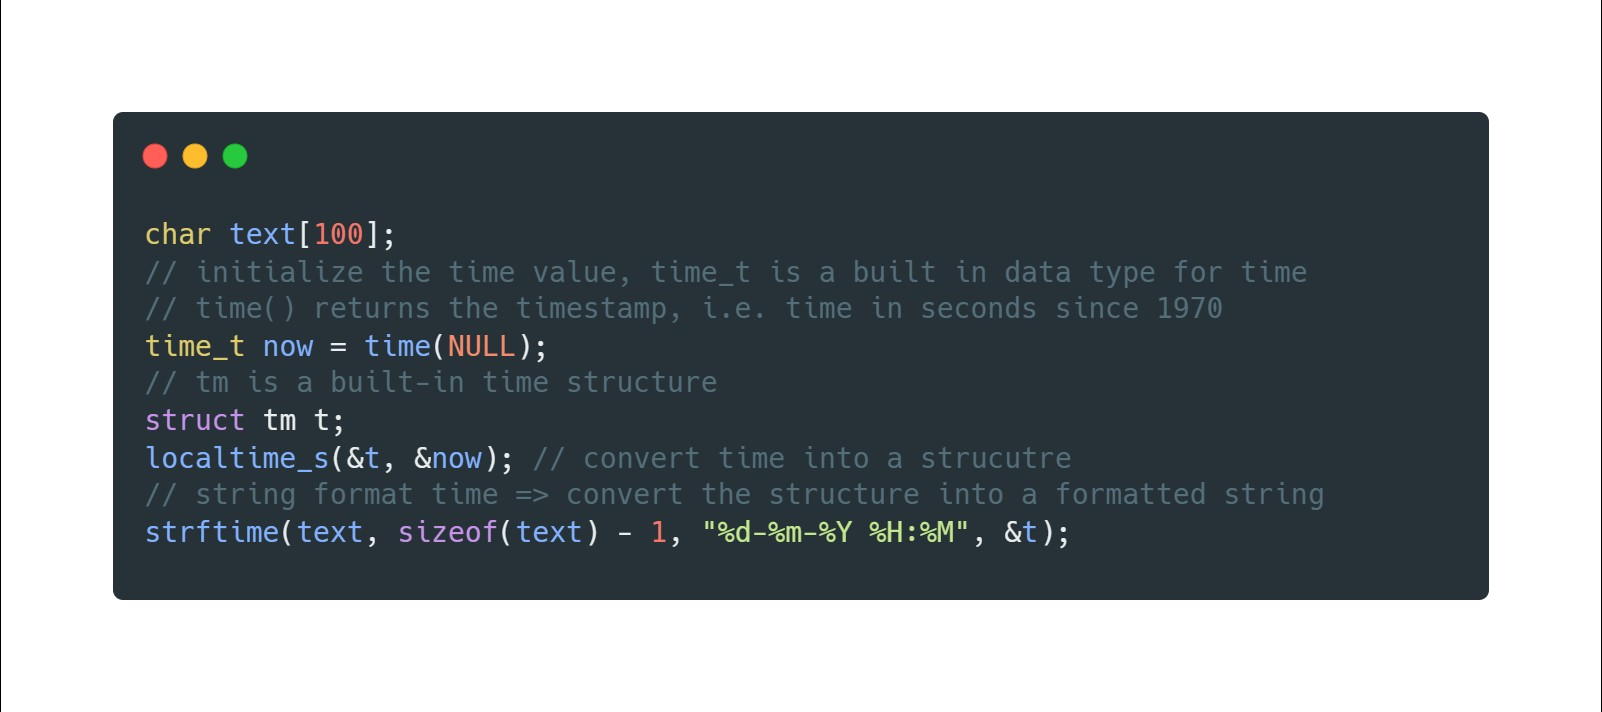 char text[100];
// initialize the time value, time_t is a built in data type for time
// time() returns the timestamp, i.e. time in seconds since 1970
time_t now = time(NULL);
// tm is a built-in time structure
struct tm t;
localtime_s(&t, &now); // convert time into a strucutre
// string format time => convert the structure into a formatted string
strftime(text, sizeof(text) - 1, "%d-%m-%Y %H:%M", &t);